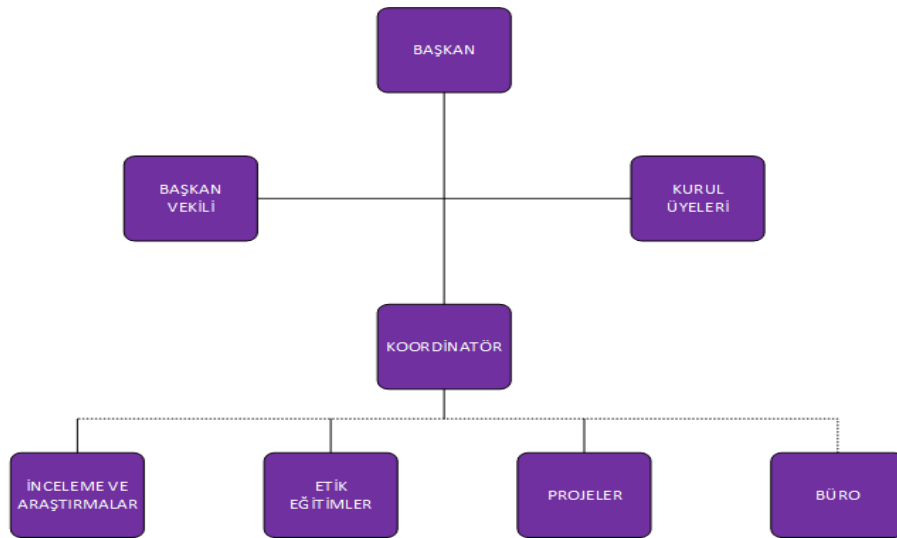 BAŞKAN
BAŞKAN
VEKİLİ
KURUL
ÜYELERİ
KOORDİNATÖR
İNCELEME VE
ARAŞTIRMALAR
ETİK
EĞİTİMLER
PROJELER
BÜRO